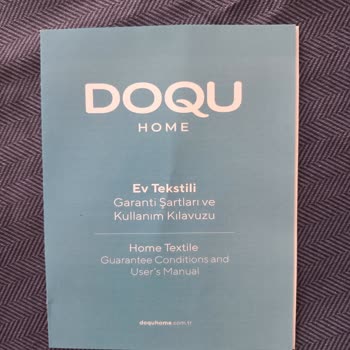 DOQU
HOME
Ev Tekstili
Garanti Şartları ve
Kullanım Kılavuzu
Home Textile
Guarantee Conditions and
User's Manual
doquhome.com.tr